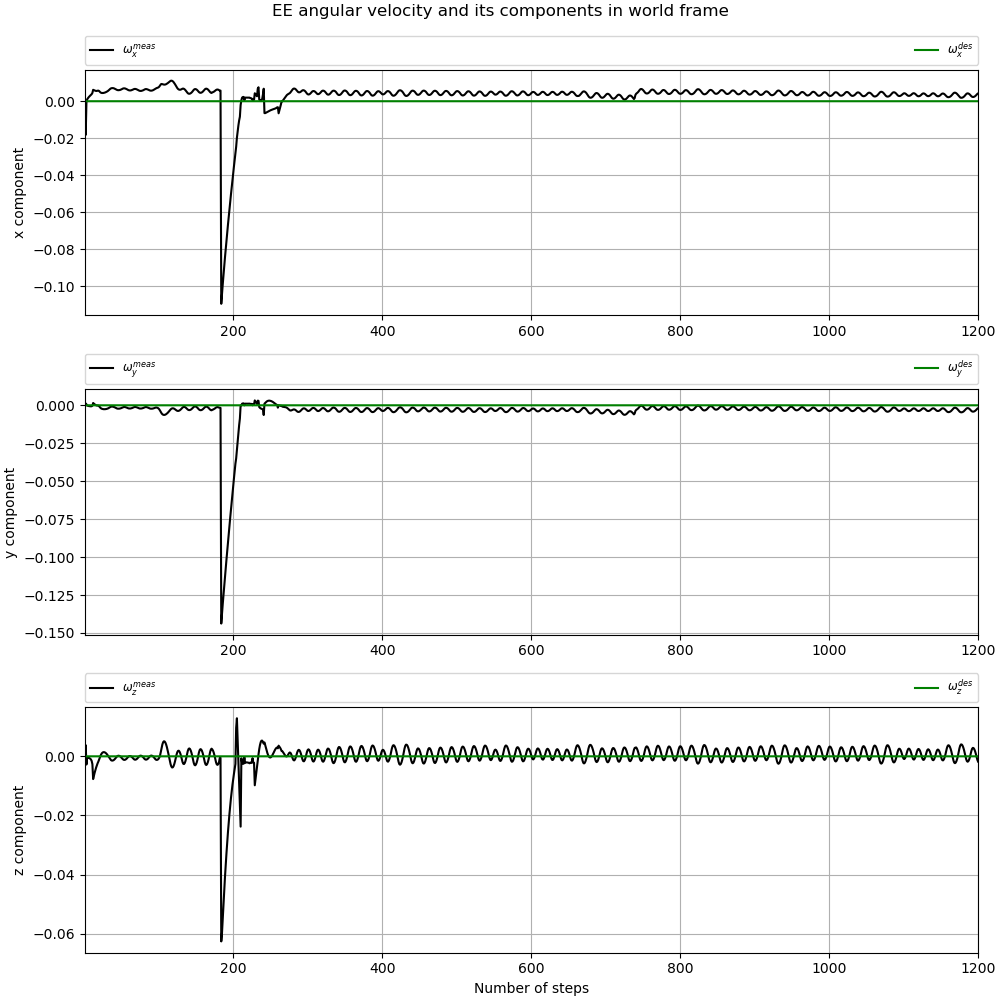 EE angular velocity and its components in world frame
ω_x^meas ω_x^des
0.00
−0.02
−0.04
−0.06
−0.08
−0.10
x component
200 400 600 800 1000 1200
ω_y^meas ω_y^des
0.000
−0.025
−0.050
−0.075
−0.100
−0.125
−0.150
y component
200 400 600 800 1000 1200
ω_z^meas ω_z^des
0.00
−0.02
−0.04
−0.06
z component
200 400 600 800 1000 1200
Number of steps